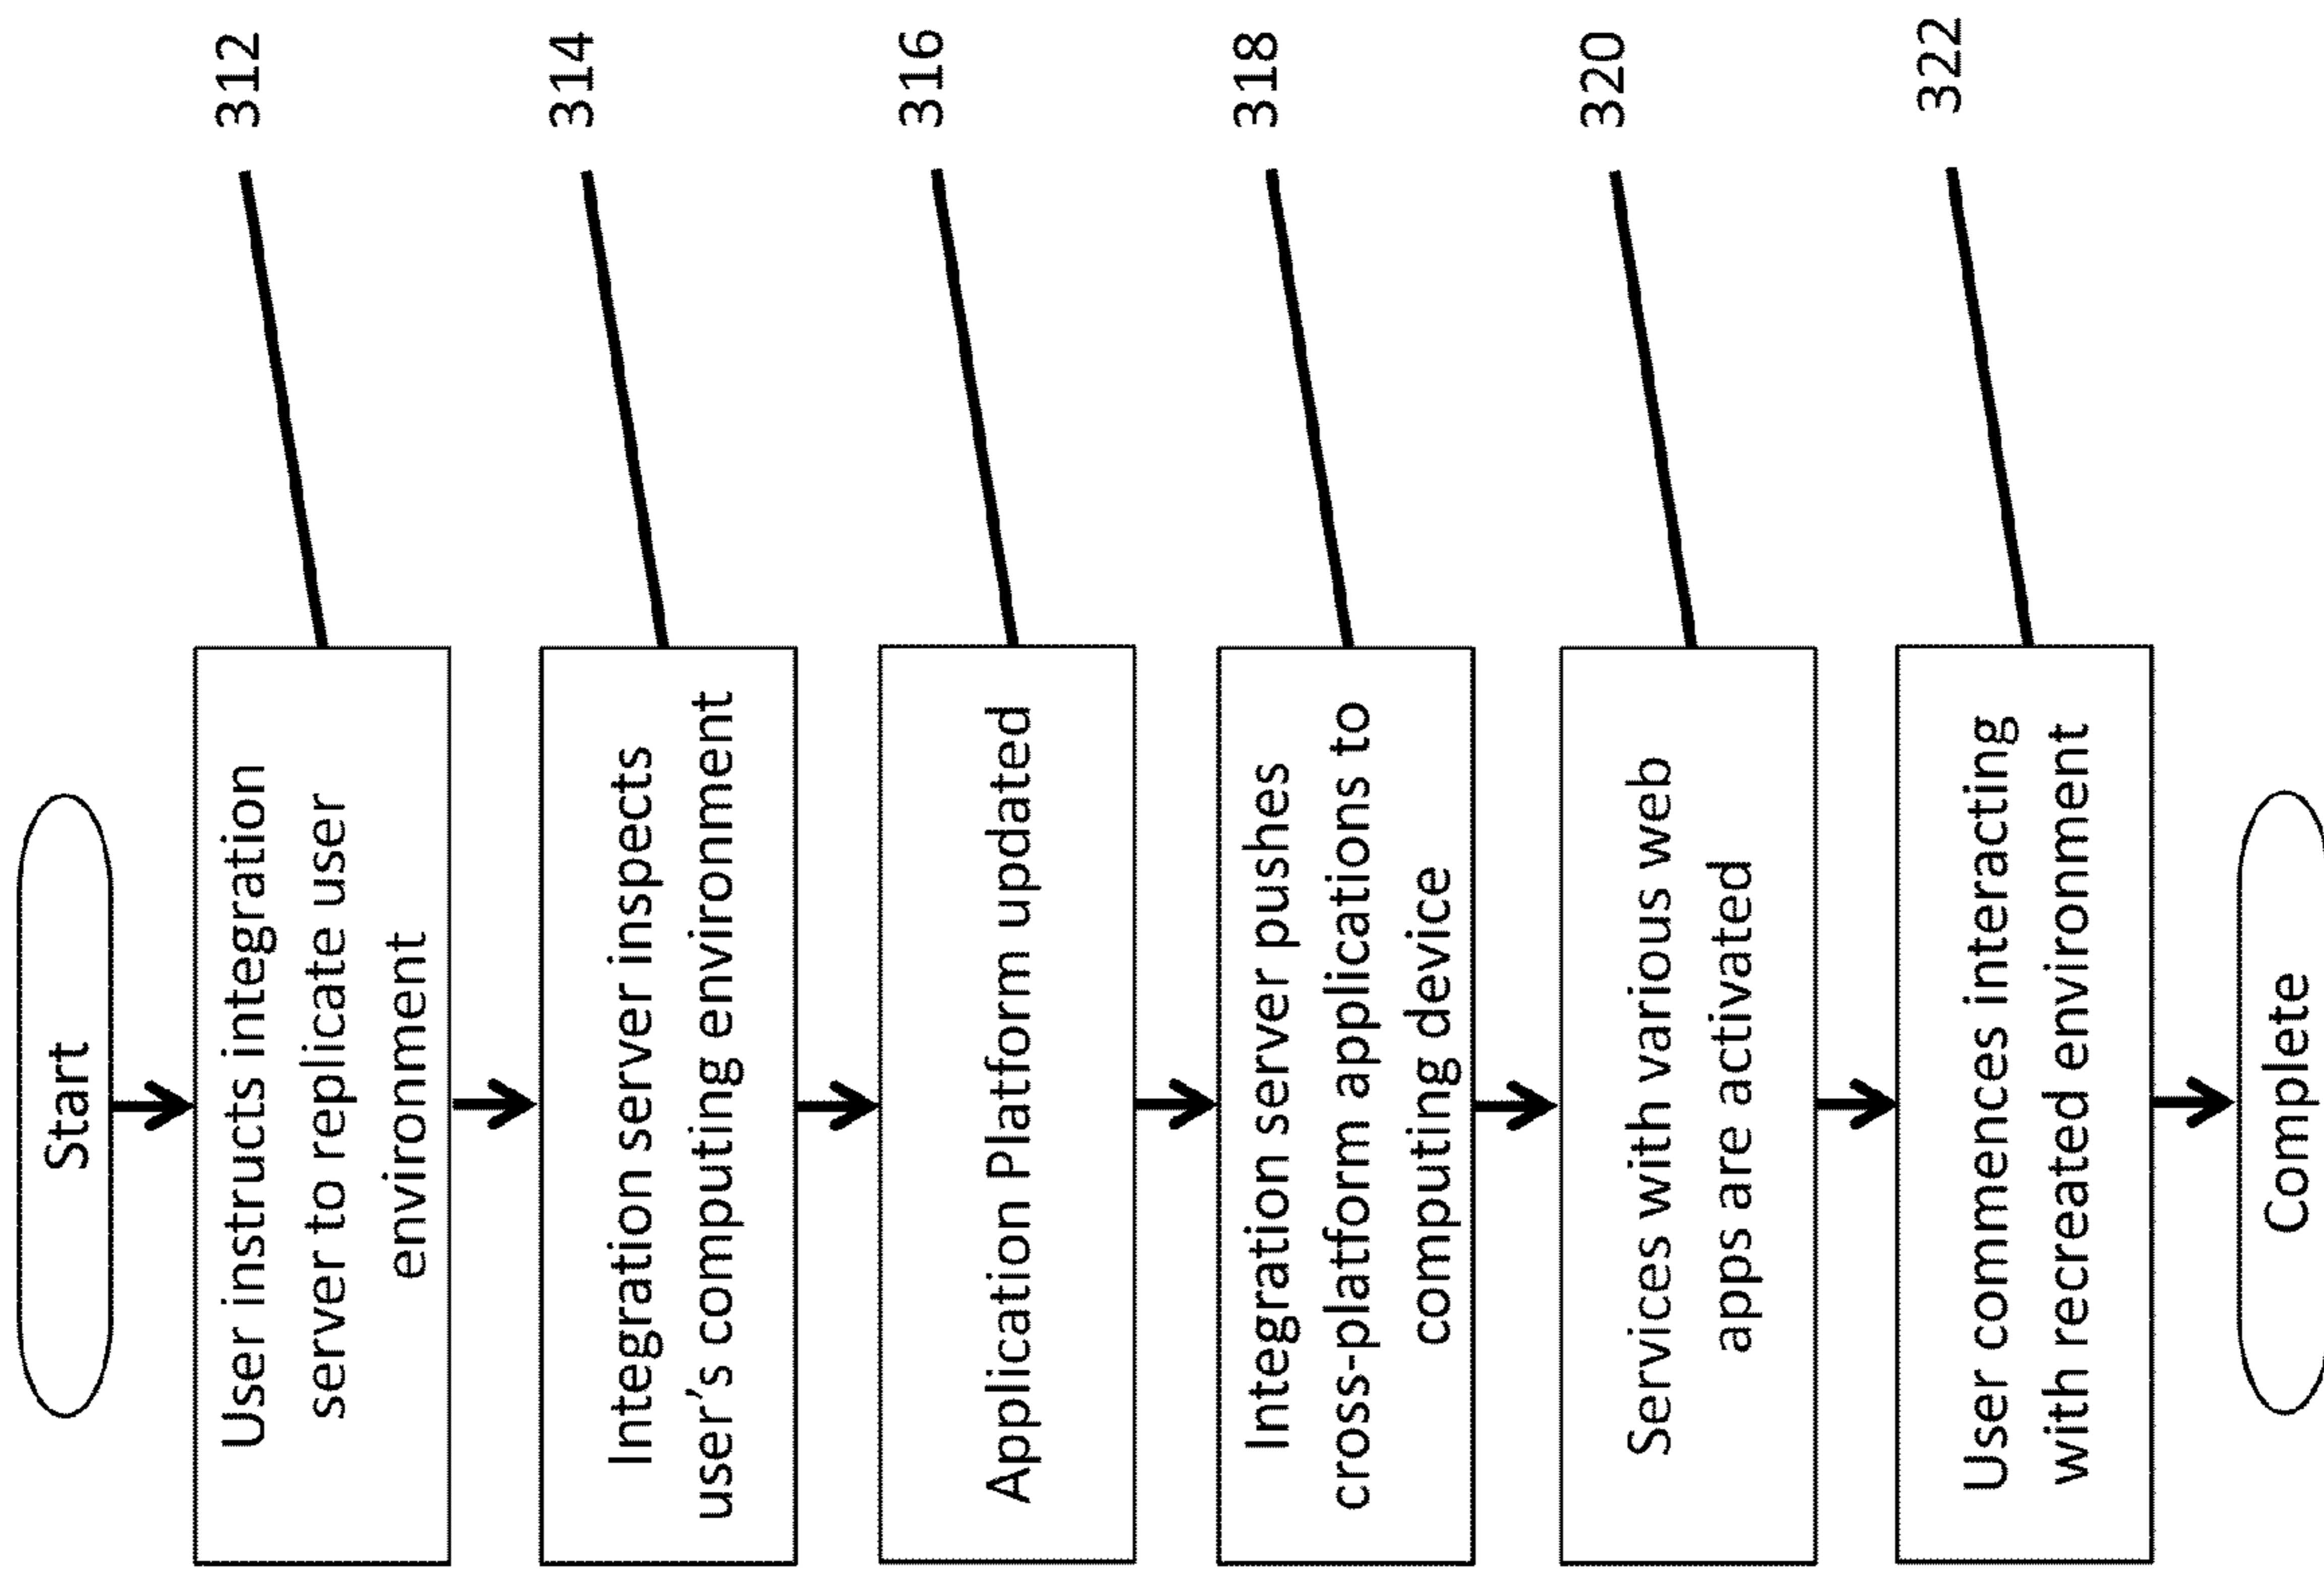 Start
User instructs integration
server to replicate user
environment
312
Integration server inspects
user's computing environment
314
Application Platform updated
316
Integration server pushes
cross-platform applications to
computing device
318
Services with various web
apps are activated
320
User commences interacting
with recreated environment
322
Complete